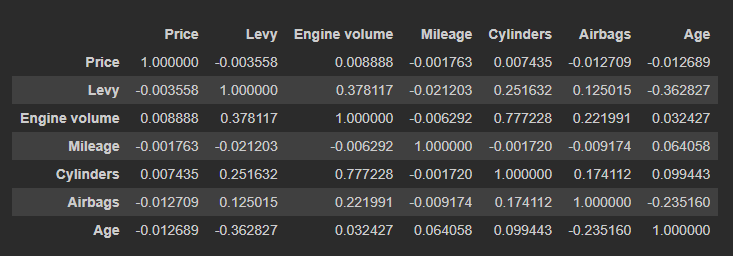 Price Levy Engine volume Mileage Cylinders Airbags Age
Price 1.000000 -0.003558 0.008888 -0.001763 0.007435 -0.012709 -0.012689
Levy -0.003558 1.000000 0.378117 -0.021203 0.251632 0.125015 -0.362827
Engine volume 0.008888 0.378117 1.000000 -0.006292 0.777228 0.221991 0.032427
Mileage -0.001763 -0.021203 -0.006292 1.000000 -0.001720 -0.009174 0.064058
Cylinders 0.007435 0.251632 0.777228 -0.001720 1.000000 0.174112 0.099443
Airbags -0.012709 0.125015 0.221991 -0.009174 0.174112 1.000000 -0.235160
Age -0.012689 -0.362827 0.032427 0.064058 0.099443 -0.235160 1.000000